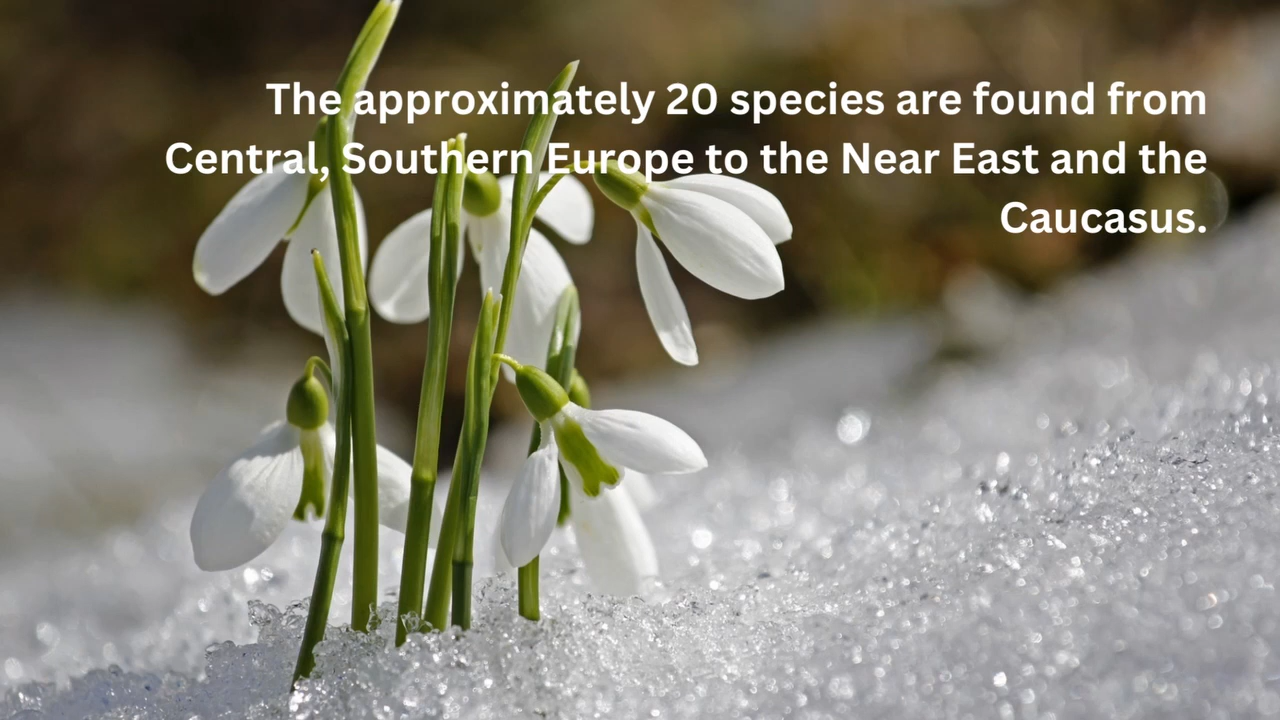 The approximately 20 species are found from
Central, Southern Europe to the Near East and the
Caucasus.